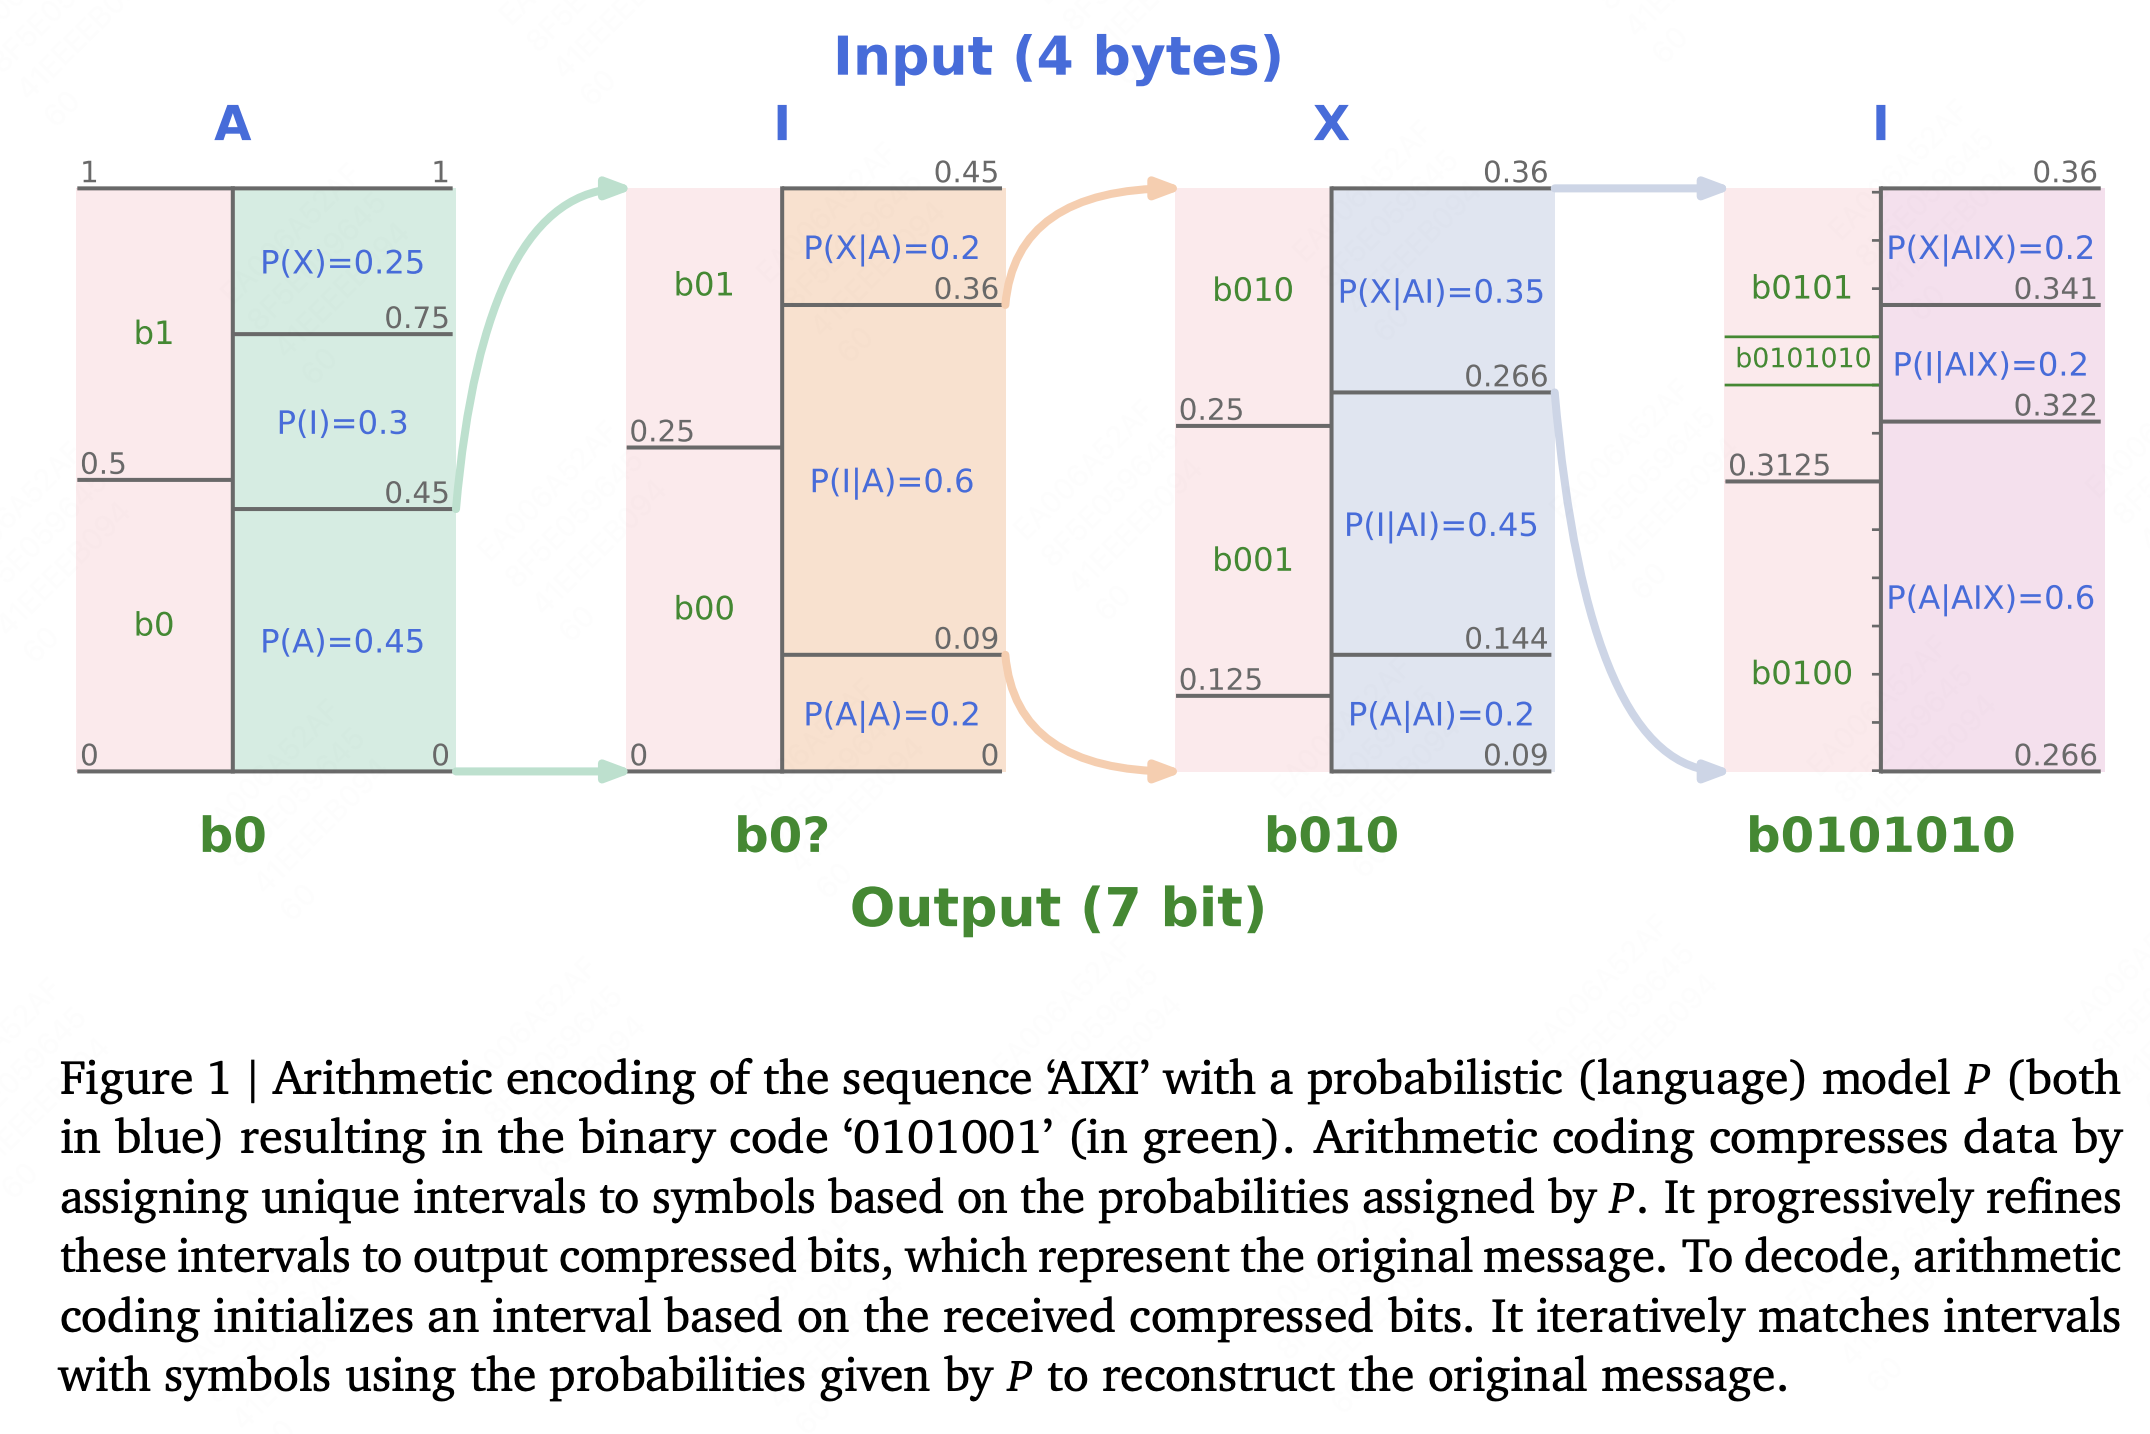 Input (4 bytes)
A
I
X
I
1
1
P(X)=0.25
0.75
b1
P(I)=0.3
0.5
0.45
b0
P(A)=0.45
0
0
0.45
P(X|A)=0.2
b01
0.36
0.25
P(I|A)=0.6
b00
0.09
P(A|A)=0.2
0
0
0.36
b010
P(X|AI)=0.35
0.266
0.25
P(I|AI)=0.45
b001
0.144
0.125
P(A|AI)=0.2
0.09
0.36
P(X|AIX)=0.2
b0101
0.341
b0101010
P(I|AIX)=0.2
0.322
0.3125
P(A|AIX)=0.6
b0100
0.266
b0
b0?
b010
b0101010
Output (7 bit)
Figure 1 | Arithmetic encoding of the sequence ‘AIXI’ with a probabilistic (language) model P (both
in blue) resulting in the binary code ‘0101001’ (in green). Arithmetic coding compresses data by
assigning unique intervals to symbols based on the probabilities assigned by P. It progressively refines
these intervals to output compressed bits, which represent the original message. To decode, arithmetic
coding initializes an interval based on the received compressed bits. It iteratively matches intervals
with symbols using the probabilities given by P to reconstruct the original message.